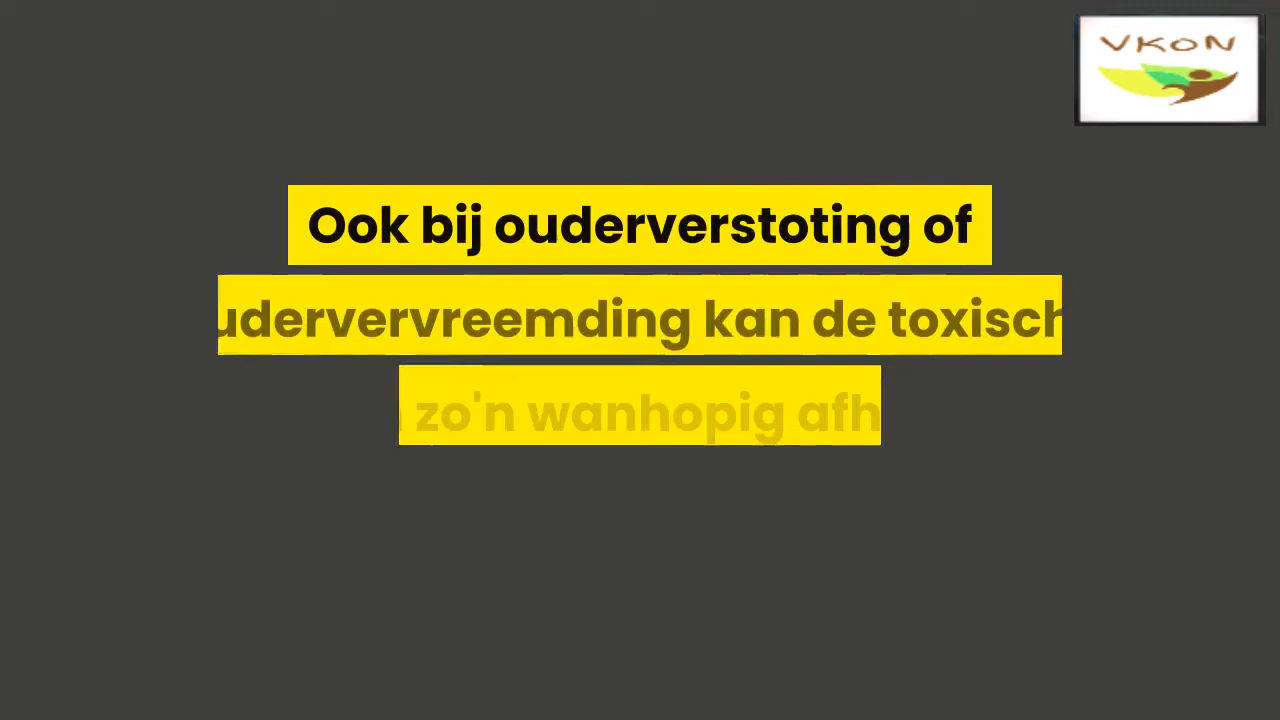 VKON
Ook bij ouderverstoting of
udervervreemding kan de toxisch
zo'n wanhopig afh